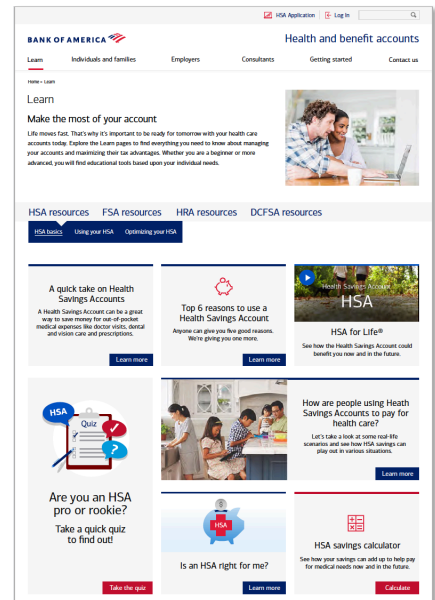 HSA Application
Log In
BANK OF AMERICA
Health and benefit accounts
Learn
Individuals and families
Employers
Consultants
Getting started
Contact us
Home > Learn
Learn
Make the most of your account
Life moves fast. That's why it's important to be ready for tomorrow with your health care
accounts today. Explore the Learn pages to find everything you need to know about managing
your accounts and maximizing their tax advantages. Whether you are a beginner or more
advanced, you will find educational tools based upon your individual needs.
HSA resources
FSA resources
HRA resources
DCFSA resources
HSA basics
Using your HSA
Optimizing your HSA
A quick take on Health
Savings Accounts
A Health Savings Account can be a great
way to save money for out-of-pocket
medical expenses like doctor visits, dental
and vision care and prescriptions.
Learn more
Top 6 reasons to use a
Health Savings Account
Anyone can give you five good reasons.
We're giving you one more.
Learn more
Health Savings Account
HSA
HSA for Life®
See how the Health Savings Account could
benefit you now and in the future.
HSA
Quiz
?
Are you an HSA
pro or rookie?
Take a quick quiz
to find out!
Take the quiz
How are people using Heath
Savings Accounts to pay for
health care?
Let's take a look at some real-life
scenarios and see how HSA savings can
play out in various situations.
Learn more
$
HSA
Is an HSA right for me?
Learn more
HSA savings calculator
See how your savings can add up to help pay
for medical needs now and in the future.
Calculate